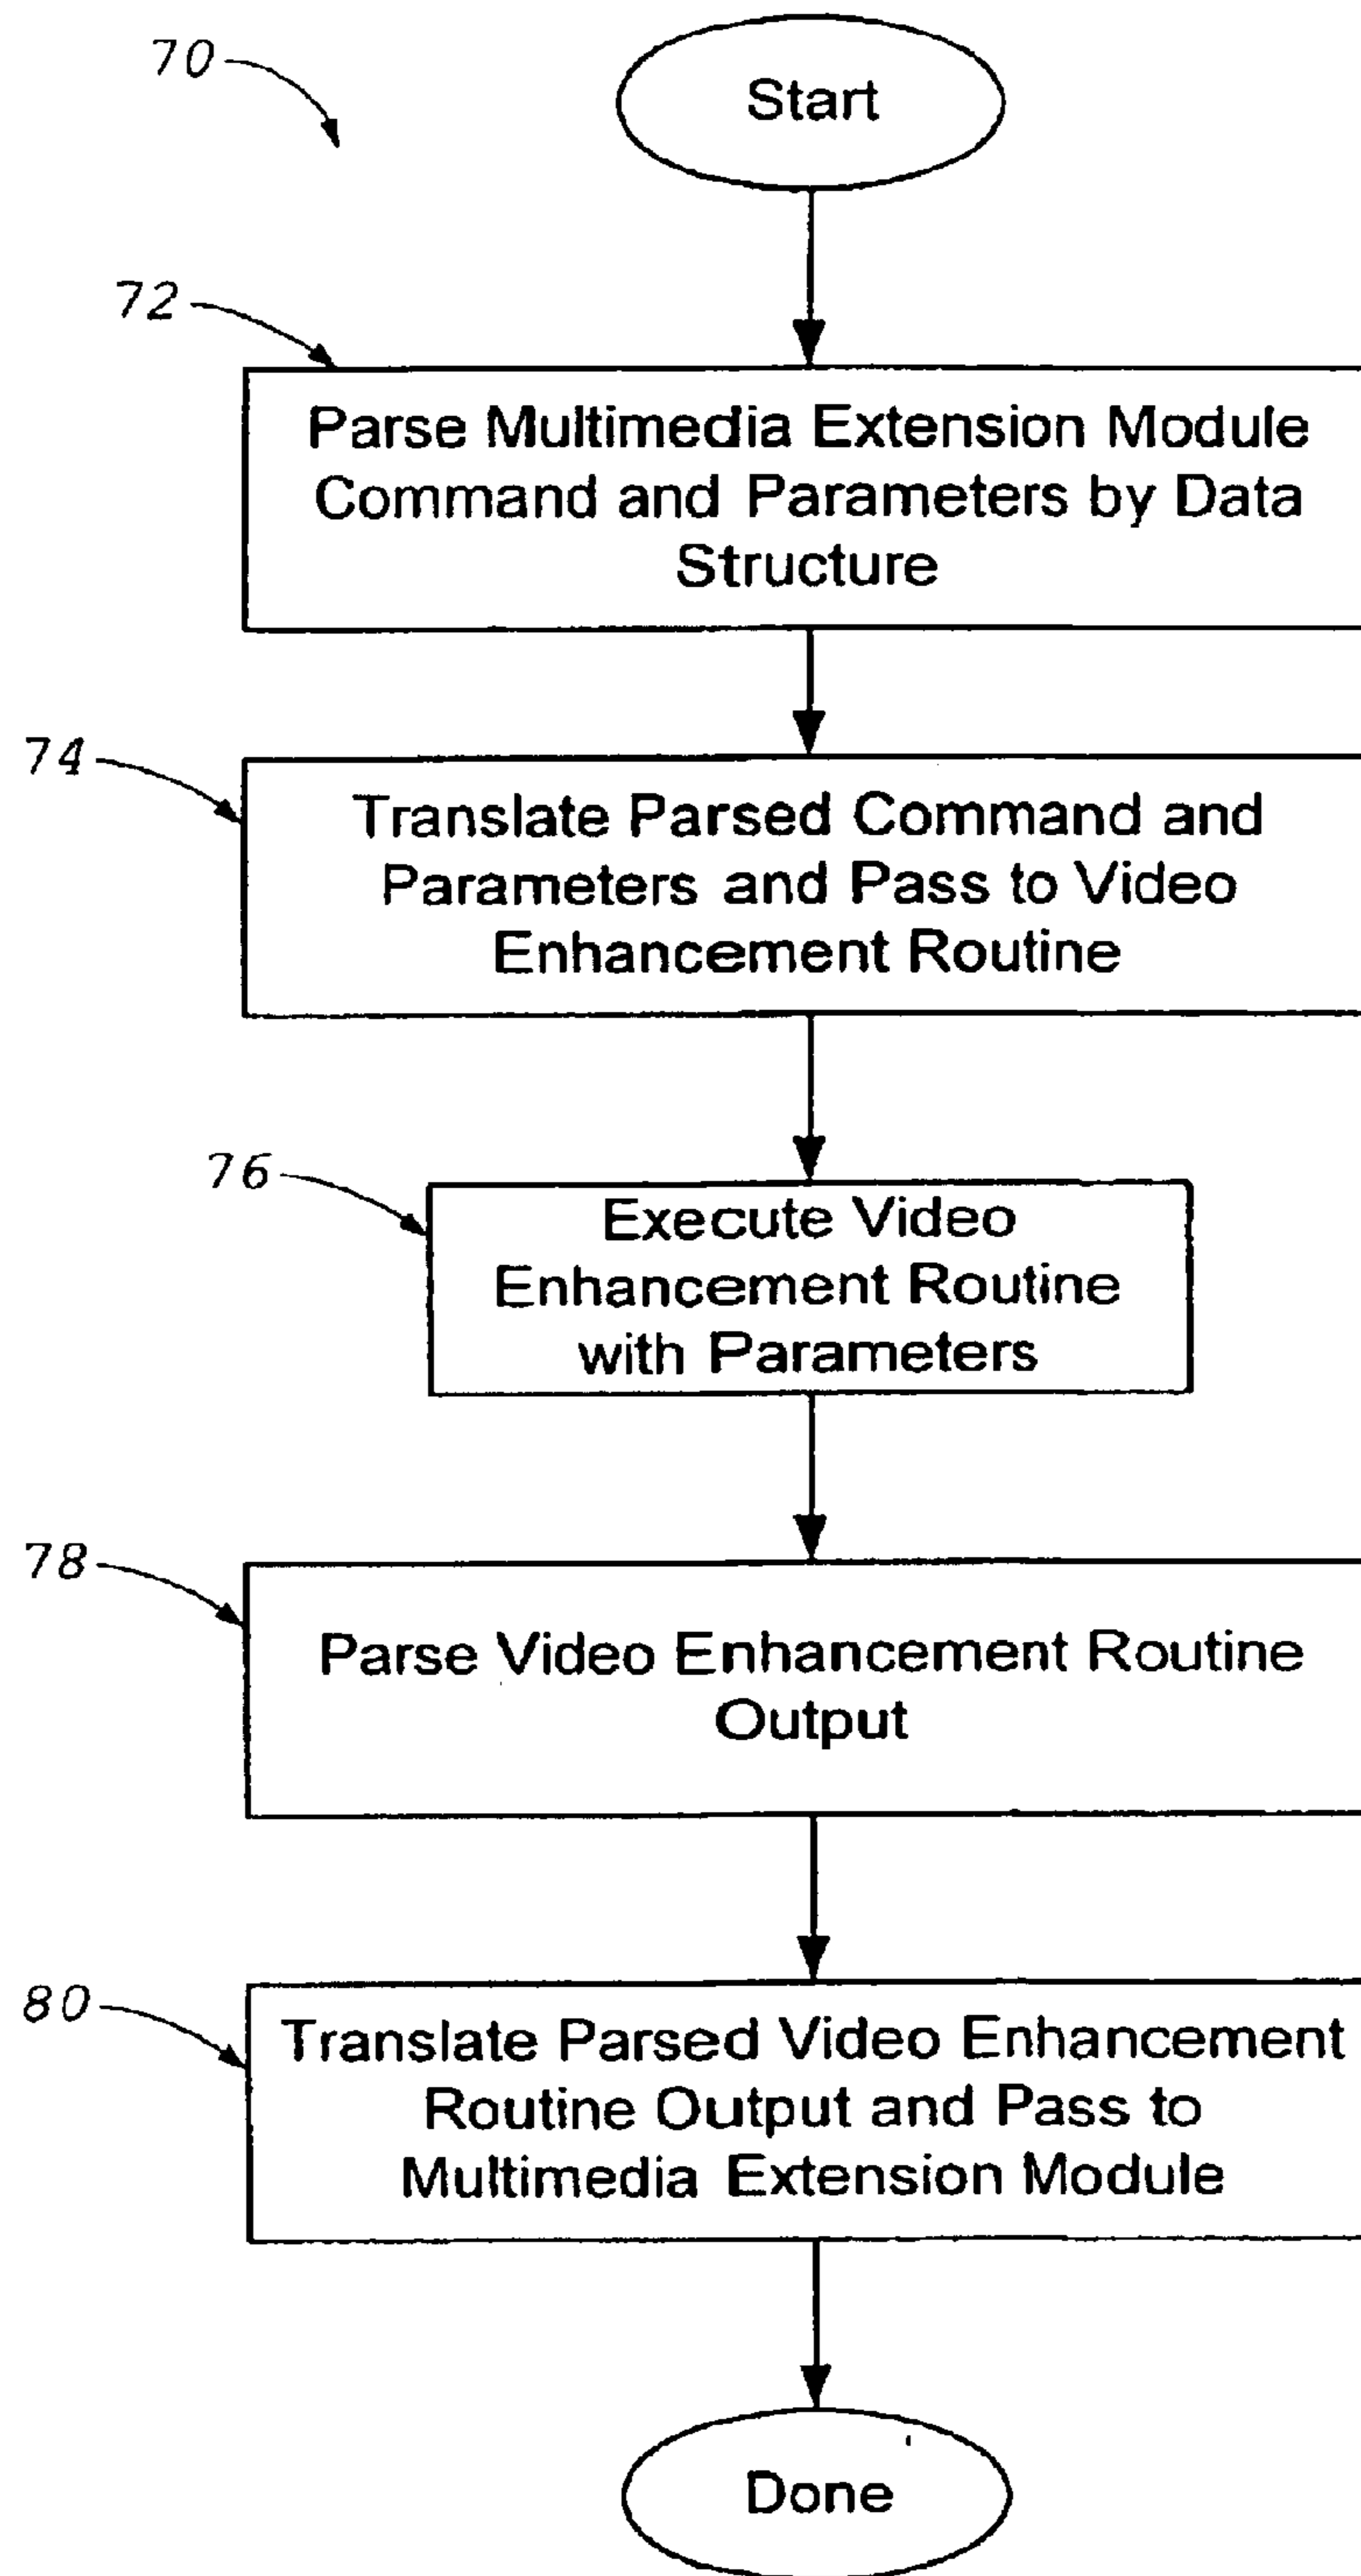 70
Start
72
Parse Multimedia Extension Module
Command and Parameters by Data
Structure
74
Translate Parsed Command and
Parameters and Pass to Video
Enhancement Routine
76
Execute Video
Enhancement Routine
with Parameters
78
Parse Video Enhancement Routine
Output
80
Translate Parsed Video Enhancement
Routine Output and Pass to
Multimedia Extension Module
Done